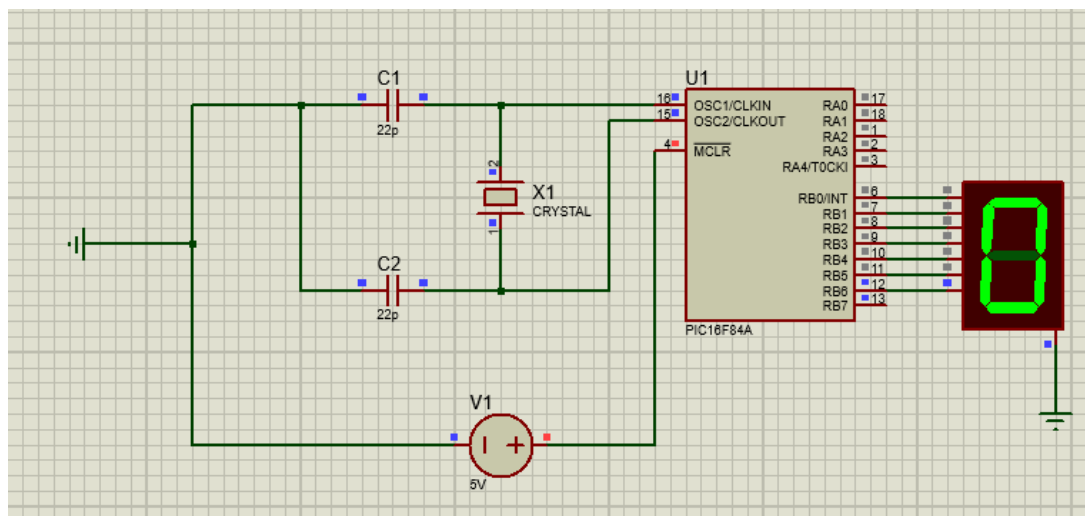 C1
22p
X1
CRYSTAL
2
1
C2
22p
V1
5V
U1
16 OSC1/CLKIN
15 OSC2/CLKOUT
4 MCLR
RA0 17
RA1 18
RA2 1
RA3 2
RA4/T0CKI 3
RB0/INT 6
RB1 7
RB2 8
RB3 9
RB4 10
RB5 11
RB6 12
RB7 13
PIC16F84A
0